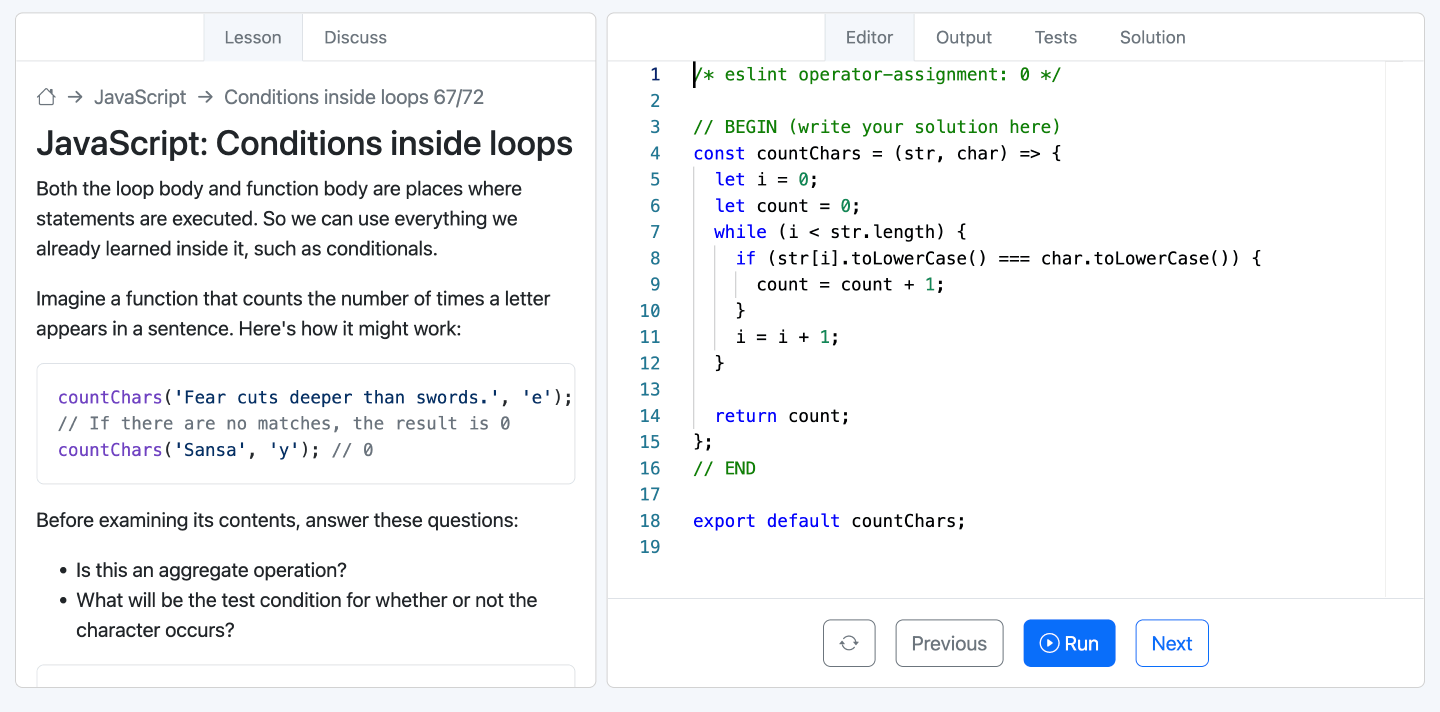 Lesson Discuss
JavaScript → Conditions inside loops 67/72
JavaScript: Conditions inside loops
Both the loop body and function body are places where
statements are executed. So we can use everything we
already learned inside it, such as conditionals.
Imagine a function that counts the number of times a letter
appears in a sentence. Here's how it might work:
countChars('Fear cuts deeper than swords.', 'e');
// If there are no matches, the result is 0
countChars('Sansa', 'y'); // 0
Before examining its contents, answer these questions:
• Is this an aggregate operation?
• What will be the test condition for whether or not the
character occurs?
Editor Output Tests Solution
1 /* eslint operator-assignment: 0 */
2
3 // BEGIN (write your solution here)
4 const countChars = (str, char) => {
5 let i = 0;
6 let count = 0;
7 while (i < str.length) {
8 if (str[i].toLowerCase() === char.toLowerCase()) {
9 count = count + 1;
10 }
11 i = i + 1;
12 }
13
14 return count;
15 };
16 // END
17
18 export default countChars;
19
Previous Run Next